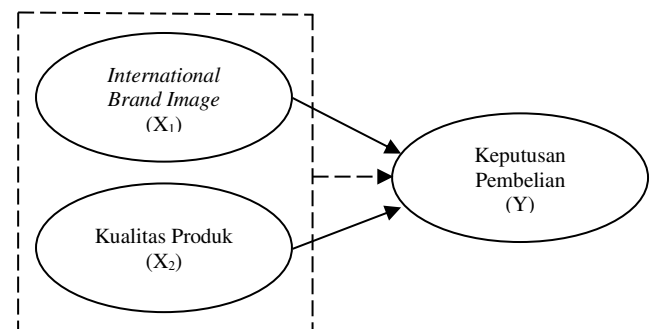 International
Brand Image
(X₁)
Keputusan
Pembelian
(Y)
Kualitas Produk
(X₂)